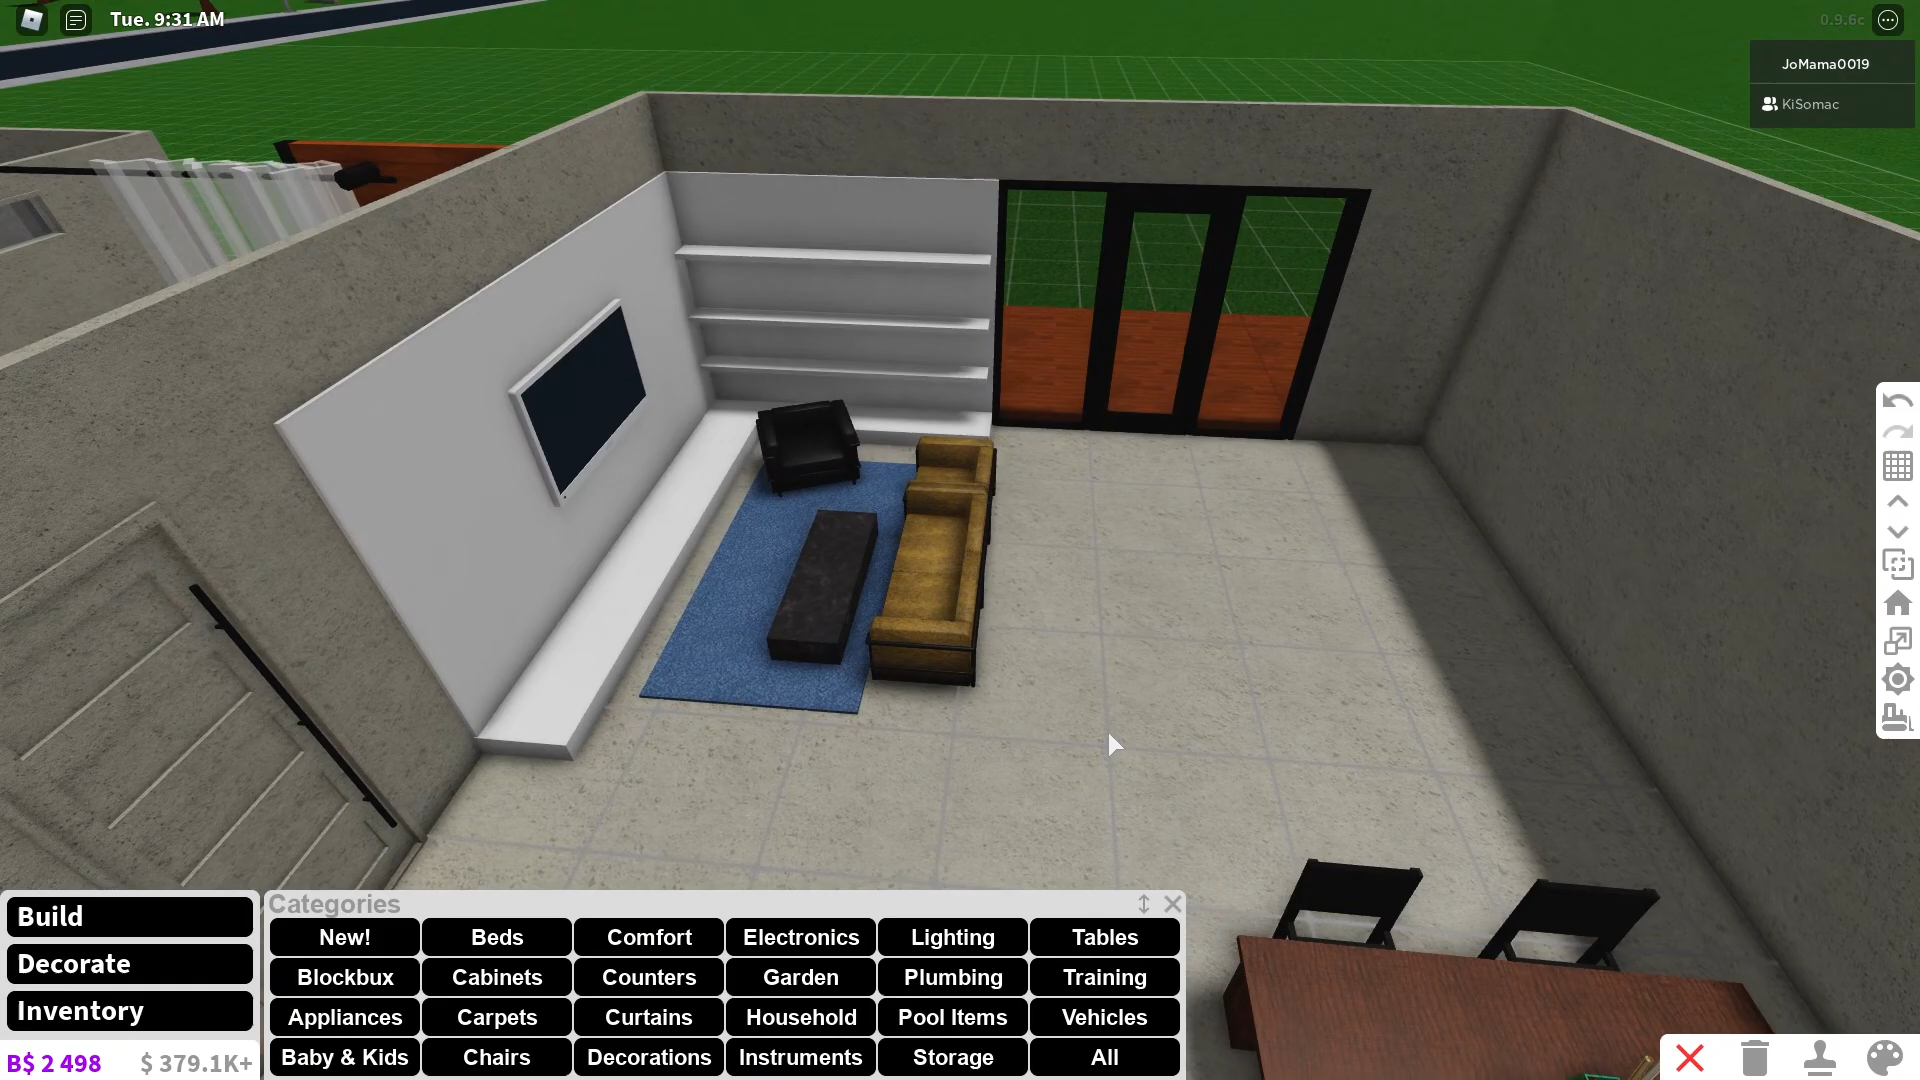 Tue. 9:31 AM
0.9.6c
JoMama0019
KiSomac
Build
Decorate
Inventory
B$ 2 498 $ 379.1K+
Categories
New! Beds Comfort Electronics Lighting Tables
Blockbux Cabinets Counters Garden Plumbing Training
Appliances Carpets Curtains Household Pool Items Vehicles
Baby & Kids Chairs Decorations Instruments Storage All